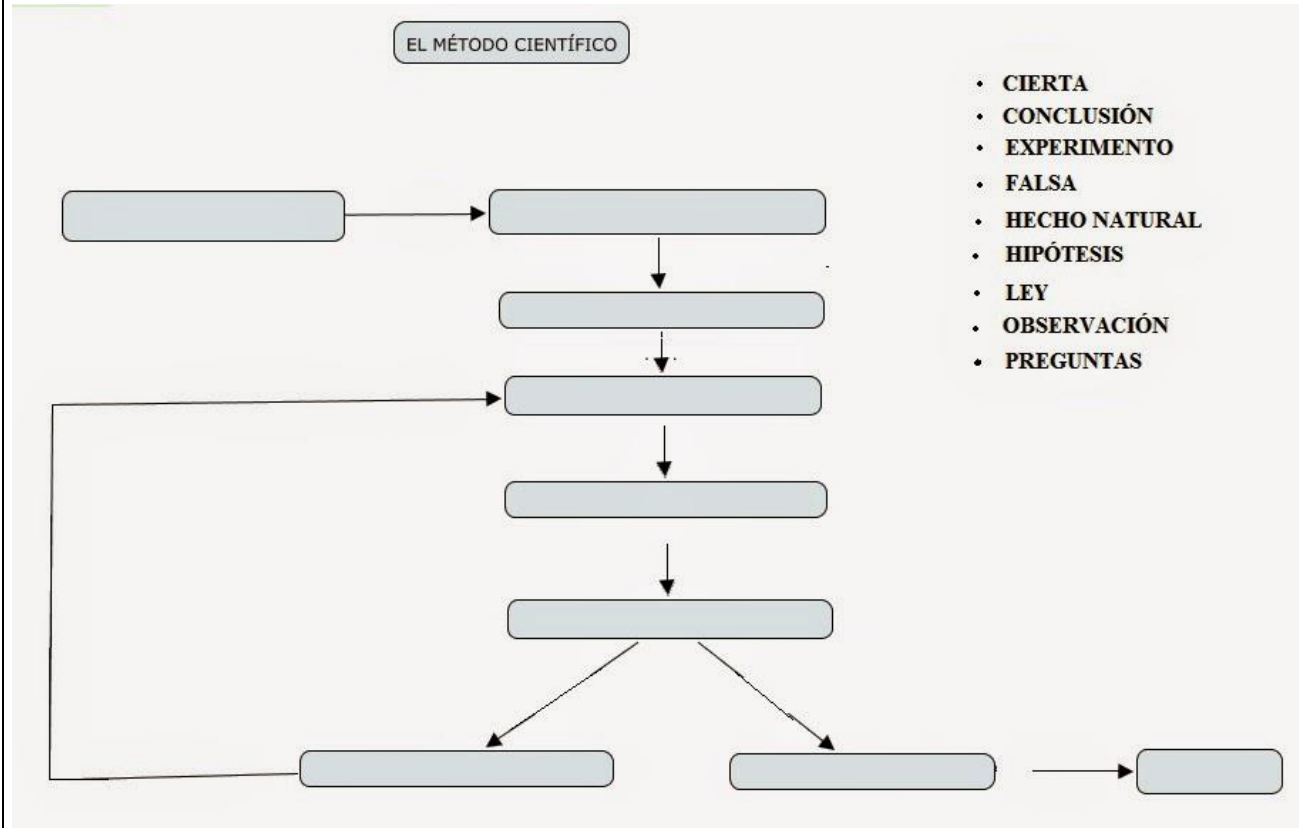 EL MÉTODO CIENTÍFICO
• CIERTA
• CONCLUSIÓN
• EXPERIMENTO
• FALSA
• HECHO NATURAL
• HIPÓTESIS
• LEY
• OBSERVACIÓN
• PREGUNTAS